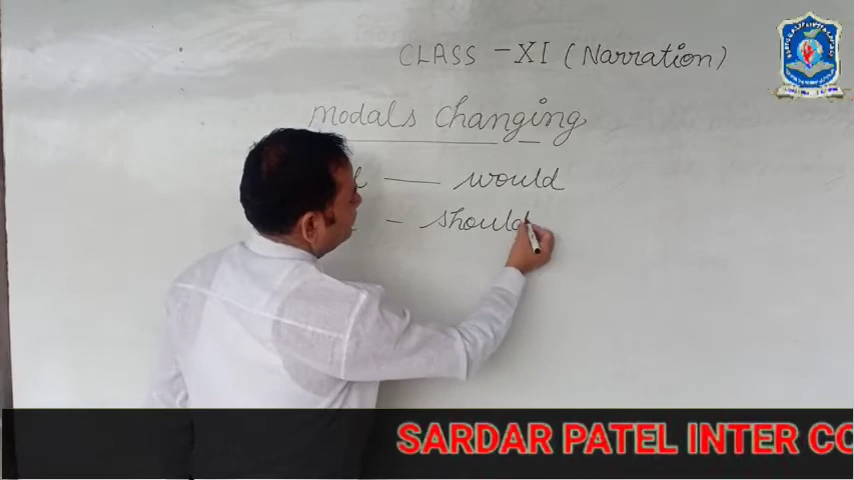 CLASS - XI (Narration)
Modals Changing
— would
- should
SARDAR PATEL INTER CO